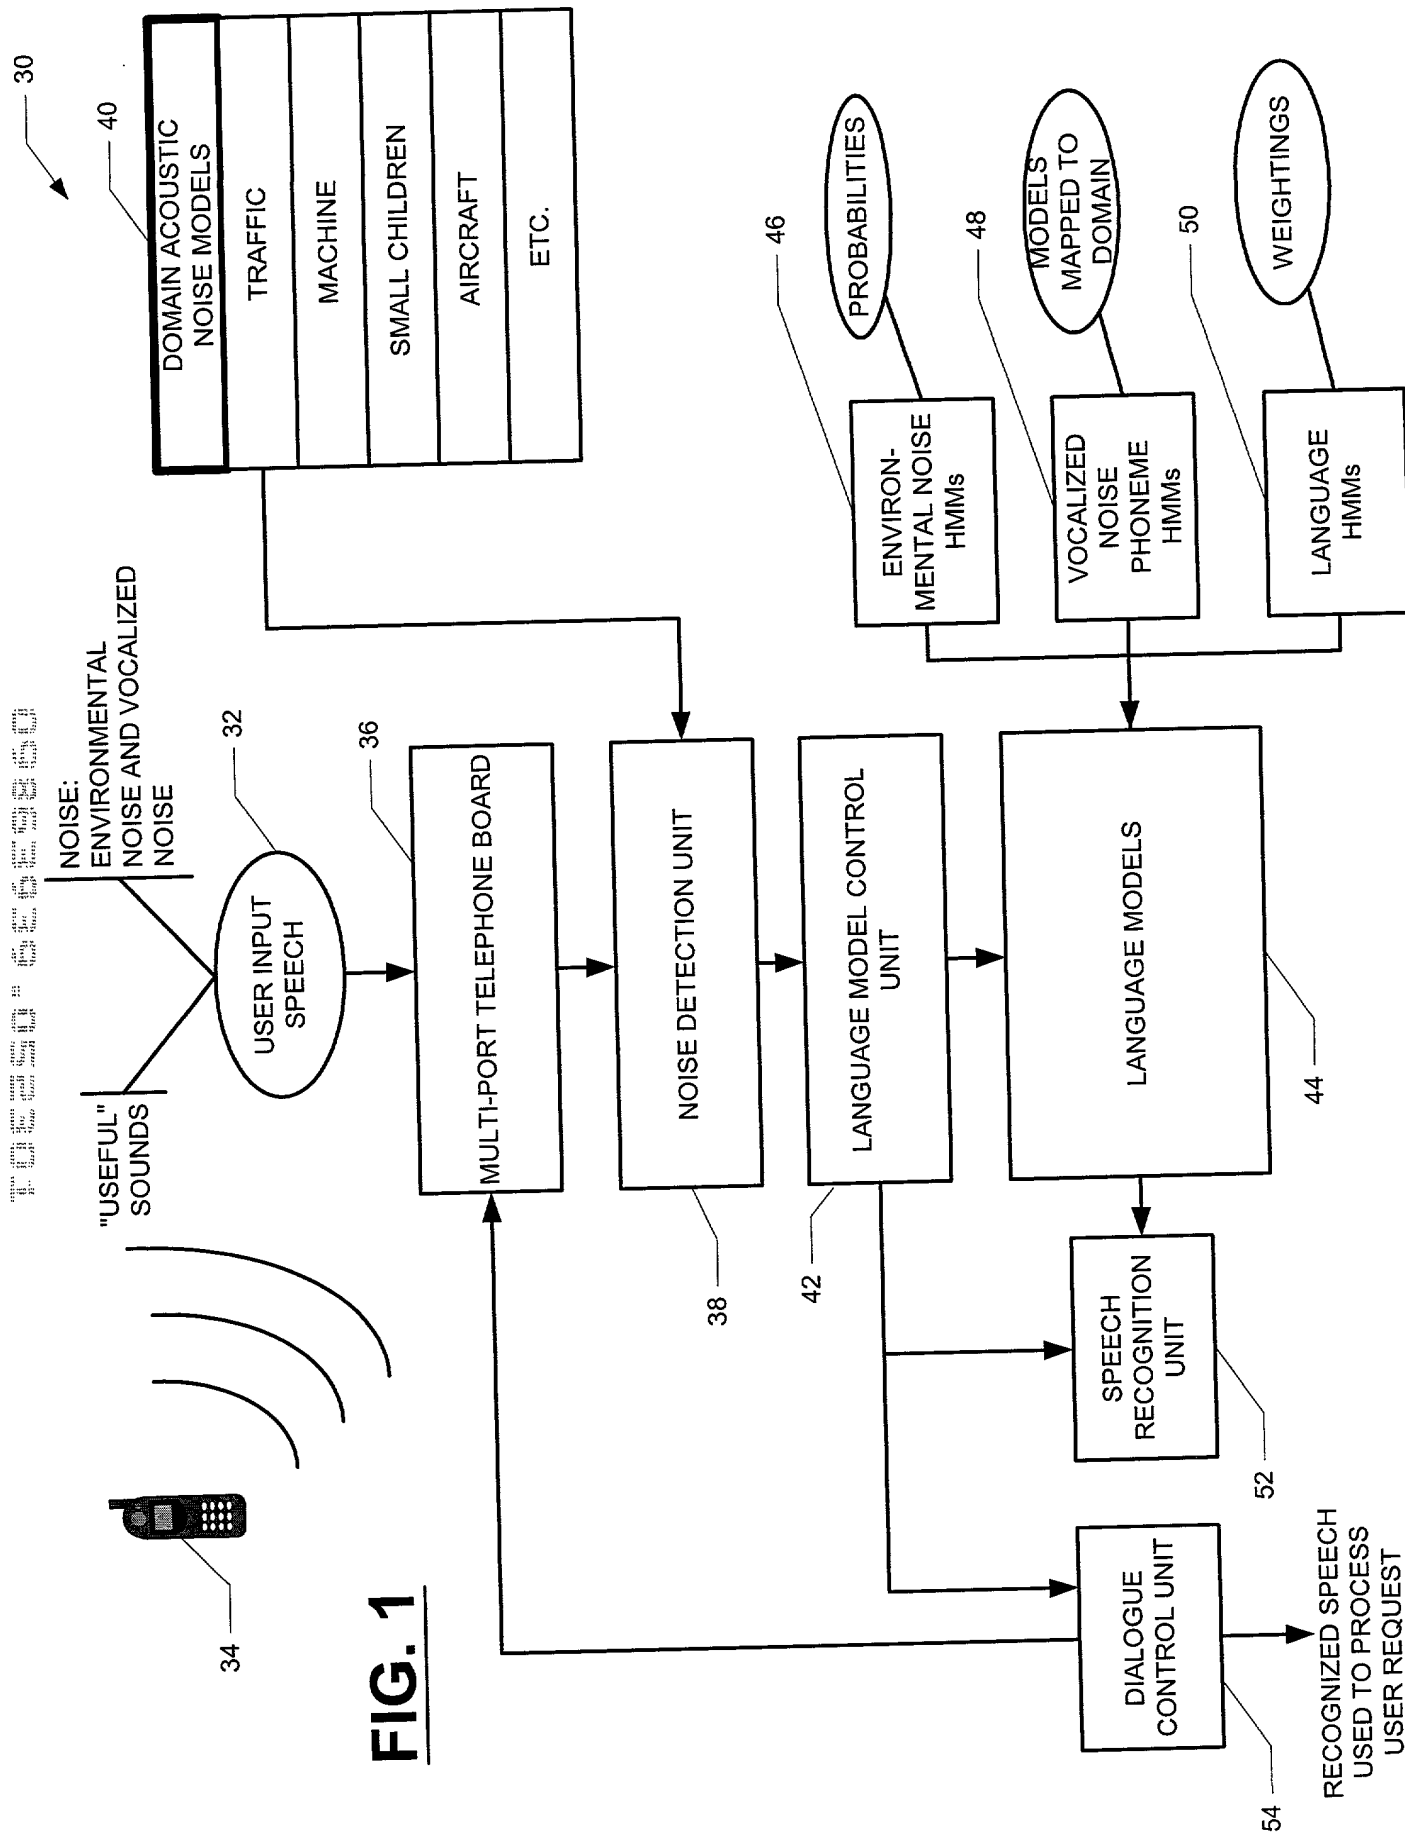 30
40
DOMAIN ACOUSTIC
NOISE MODELS
TRAFFIC
MACHINE
SMALL CHILDREN
AIRCRAFT
ETC.
NOISE:
ENVIRONMENTAL
NOISE AND VOCALIZED
NOISE
"USEFUL"
SOUNDS
32
USER INPUT
SPEECH
34
36
MULTI-PORT TELEPHONE BOARD
NOISE DETECTION UNIT
38
LANGUAGE MODEL CONTROL
UNIT
42
LANGUAGE MODELS
44
46
PROBABILITIES
ENVIRON-
MENTAL NOISE
HMMs
48
MODELS
MAPPED TO
DOMAIN
VOCALIZED
NOISE
PHONEME
HMMs
50
WEIGHTINGS
LANGUAGE
HMMs
SPEECH
RECOGNITION
UNIT
52
DIALOGUE
CONTROL UNIT
54
RECOGNIZED SPEECH
USED TO PROCESS
USER REQUEST
FIG. 1